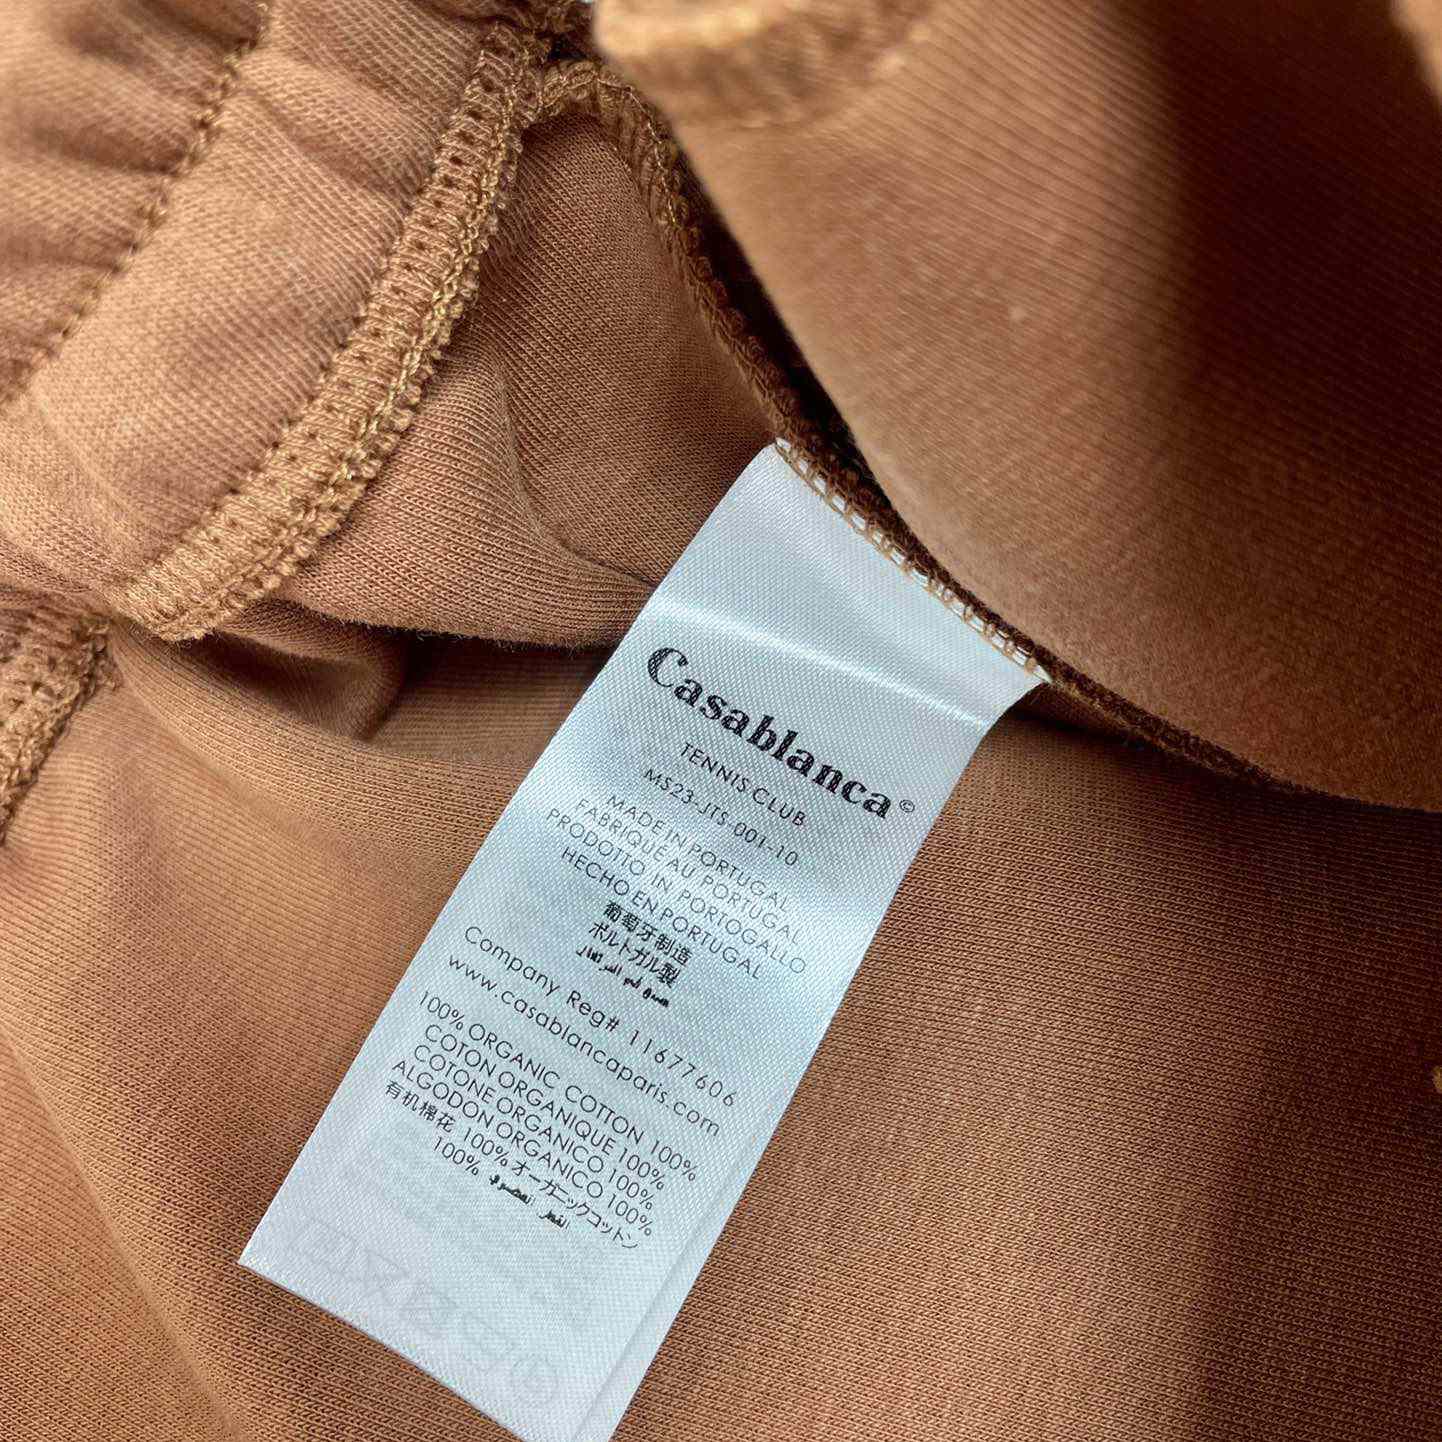 Casablanca©
TENNIS CLUB
MS23-JTS-001-10
MADE IN PORTUGAL
FABRIQUÉ AU PORTUGAL
PRODOTTO IN PORTOGALLO
HECHO EN PORTUGAL
葡萄牙制造
ポルトガル製
Company Reg# 11677606
www.casablancaparis.com
100% ORGANIC COTTON 100%
COTON ORGANIQUE 100%
COTONE ORGANICO 100%
ALGODON ORGANICO 100%
有机棉花 100% オーガニックコットン
100%